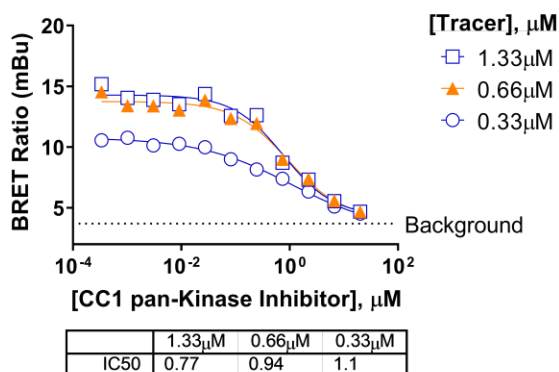 [Tracer], μM
1.33μM
0.66μM
0.33μM
BRET Ratio (mBu)
20
15
10
5
Background
10⁻⁴ 10⁻² 10⁰ 10²
[CC1 pan-Kinase Inhibitor], μM
1.33μM 0.66μM 0.33μM
IC50 0.77 0.94 1.1